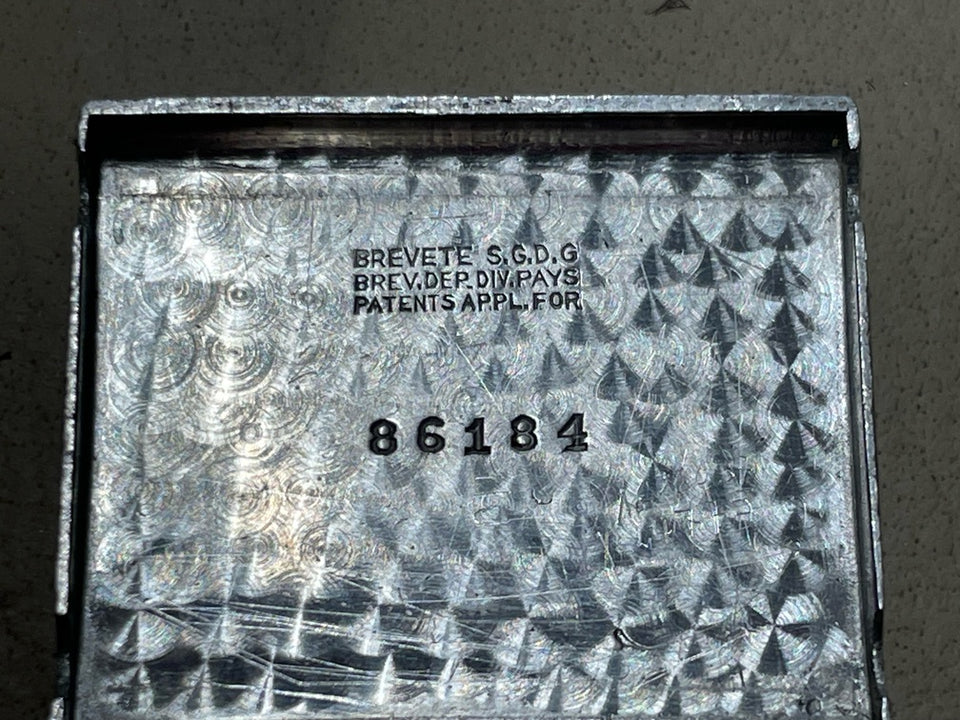 BREVETE S.G.D.G
BREV.DEP.DIV.PAYS
PATENTS APPL.FOR
86184